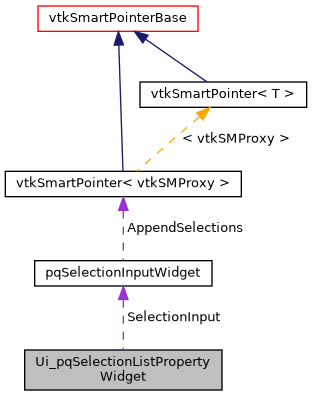 vtkSmartPointerBase
vtkSmartPointer< T >
< vtkSMProxy >
vtkSmartPointer< vtkSMProxy >
AppendSelections
pqSelectionInputWidget
SelectionInput
Ui_pqSelectionListProperty
Widget